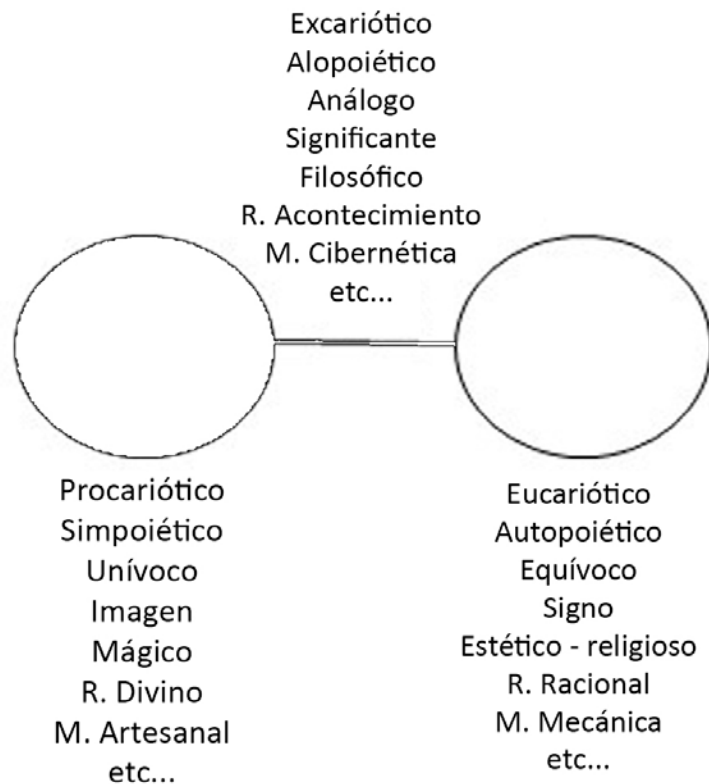 Excariótico
Alopoiético
Análogo
Significante
Filosófico
R. Acontecimiento
M. Cibernética
etc...
Procariótico
Simpoiético
Unívoco
Imagen
Mágico
R. Divino
M. Artesanal
etc...
Eucariótico
Autopoiético
Equívoco
Signo
Estético - religioso
R. Racional
M. Mecánica
etc...